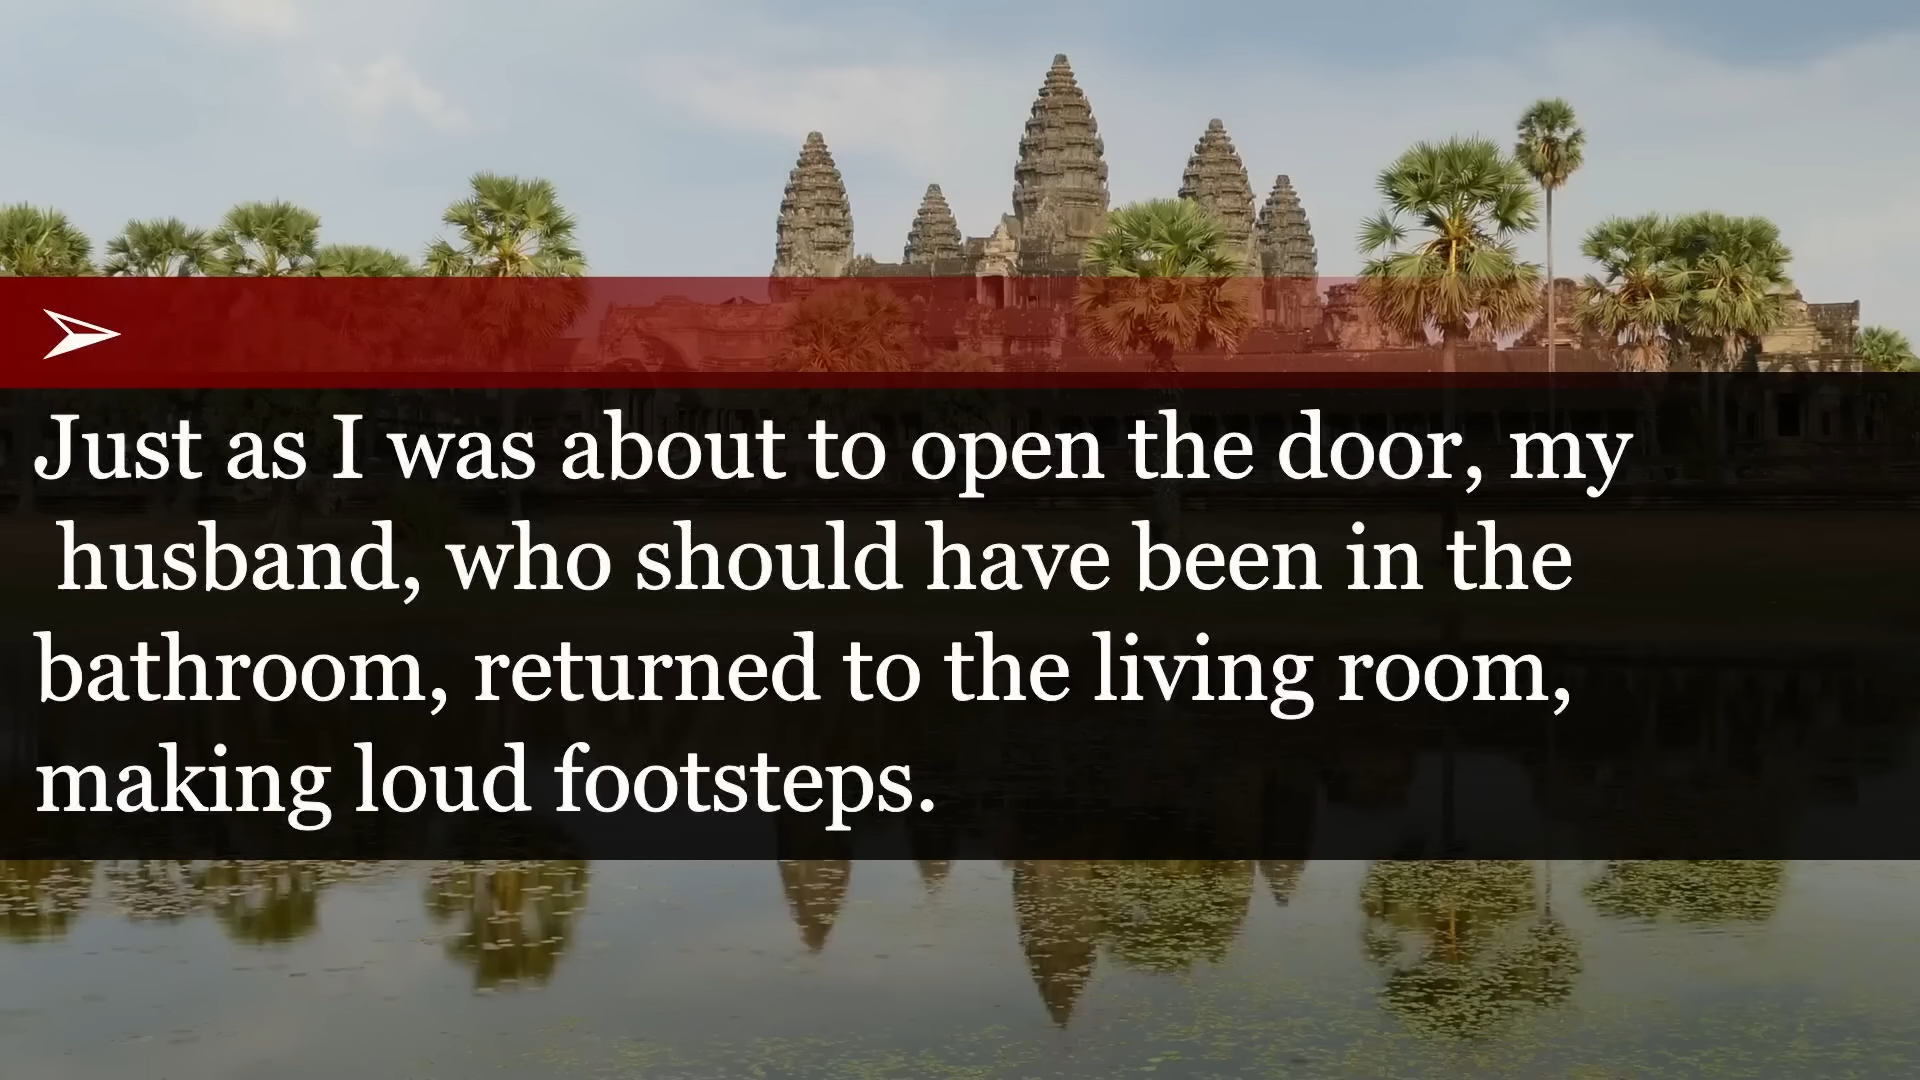 Just as I was about to open the door, my
husband, who should have been in the
bathroom, returned to the living room,
making loud footsteps.